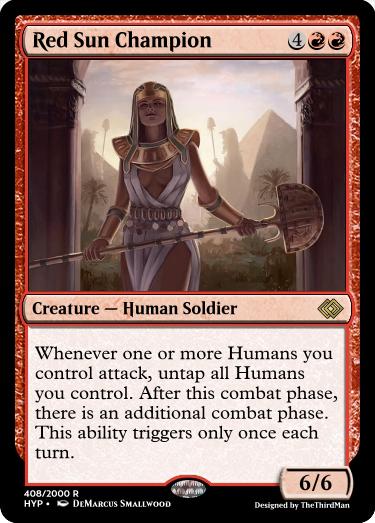 Red Sun Champion 4
Creature — Human Soldier
Whenever one or more Humans you
control attack, untap all Humans
you control. After this combat phase,
there is an additional combat phase.
This ability triggers only once each
turn.
6/6
408/2000 R
HYP • DeMarcus Smallwood
Designed by TheThirdMan